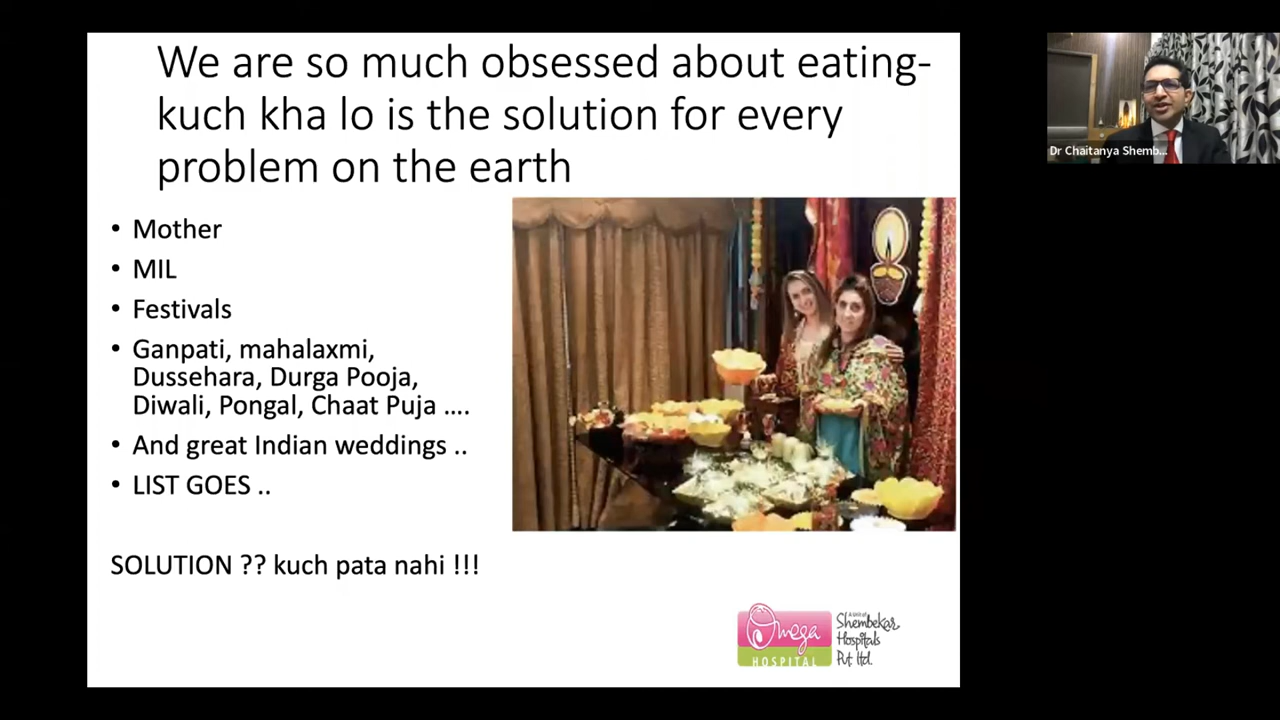 We are so much obsessed about eating-
kuch kha lo is the solution for every
problem on the earth
• Mother
• MIL
• Festivals
• Ganpati, mahalaxmi,
Dussehara, Durga Pooja,
Diwali, Pongal, Chaat Puja ....
• And great Indian weddings ..
• LIST GOES ..
SOLUTION ?? kuch pata nahi !!!
Omega
HOSPITAL
A Unit of
Shembekar
Hospitals
Pvt ltd.
Dr Chaitanya Shemb...